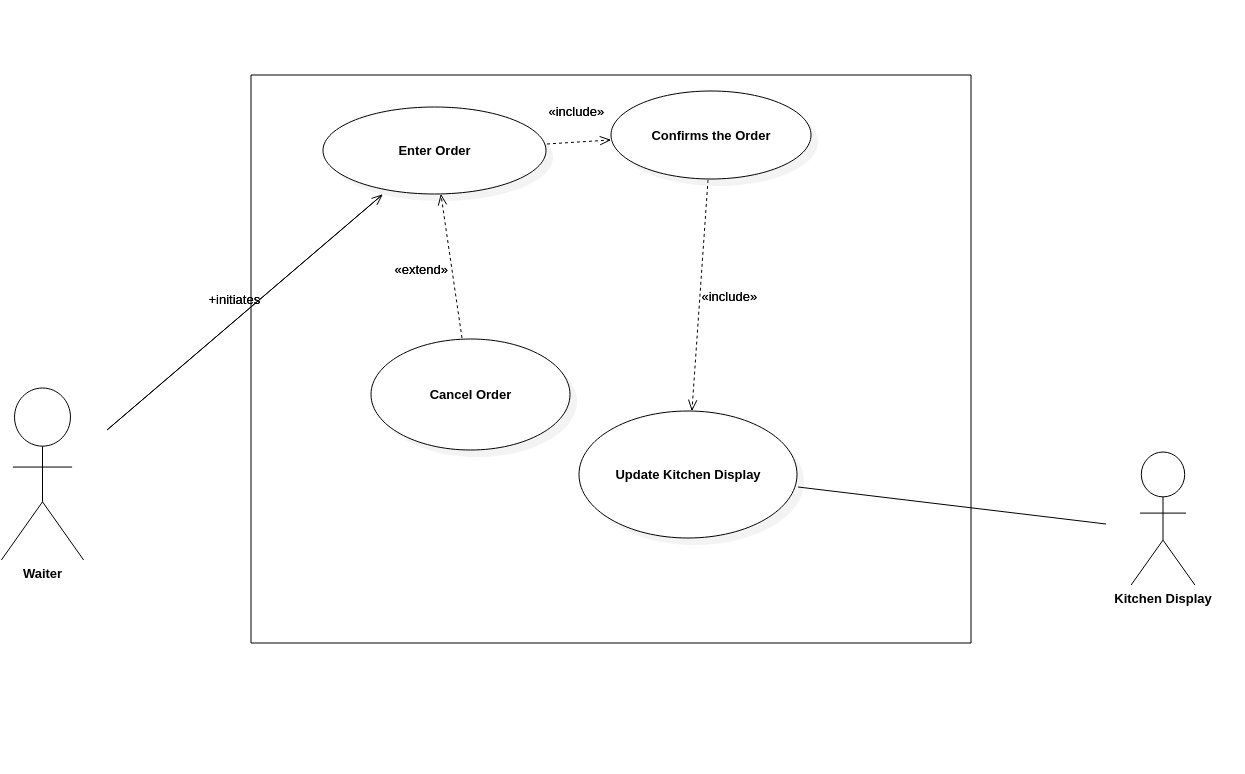 «include»
Enter Order
Confirms the Order
«extend»
+initiates
«include»
Cancel Order
Update Kitchen Display
Waiter
Kitchen Display